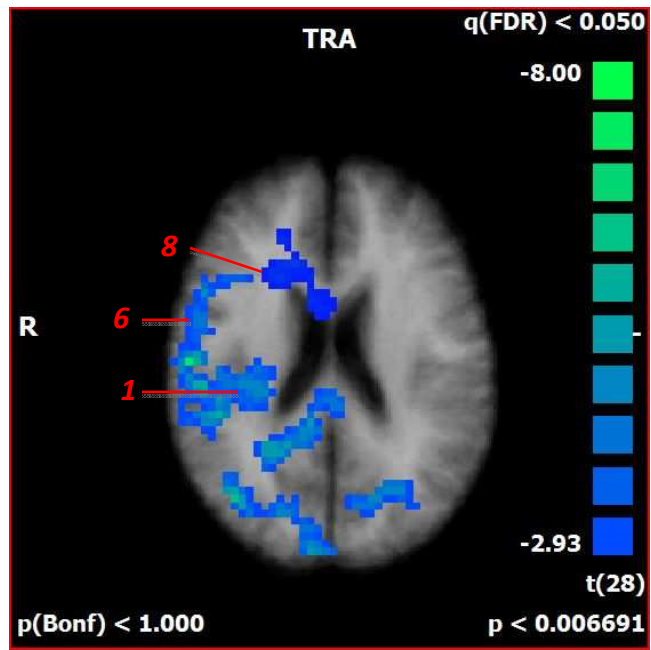 q(FDR) < 0.050
TRA
-8.00
8
R
6
-
1
-2.93
t(28)
p(Bonf) < 1.000
p < 0.006691